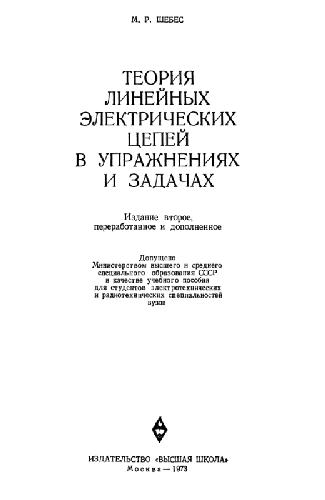 М. Р. ШЕБЕС
ТЕОРИЯ
ЛИНЕЙНЫХ
ЭЛЕКТРИЧЕСКИХ
ЦЕПЕЙ
В УПРАЖНЕНИЯХ
И ЗАДАЧАХ
Издание второе,
переработанное и дополненное
Допущено
Министерством высшего и среднего
специального образования СССР
в качестве учебного пособия
для студентов электротехнических
и радиотехнических специальностей
вузов
ИЗДАТЕЛЬСТВО «ВЫСШАЯ ШКОЛА»
Москва — 1973